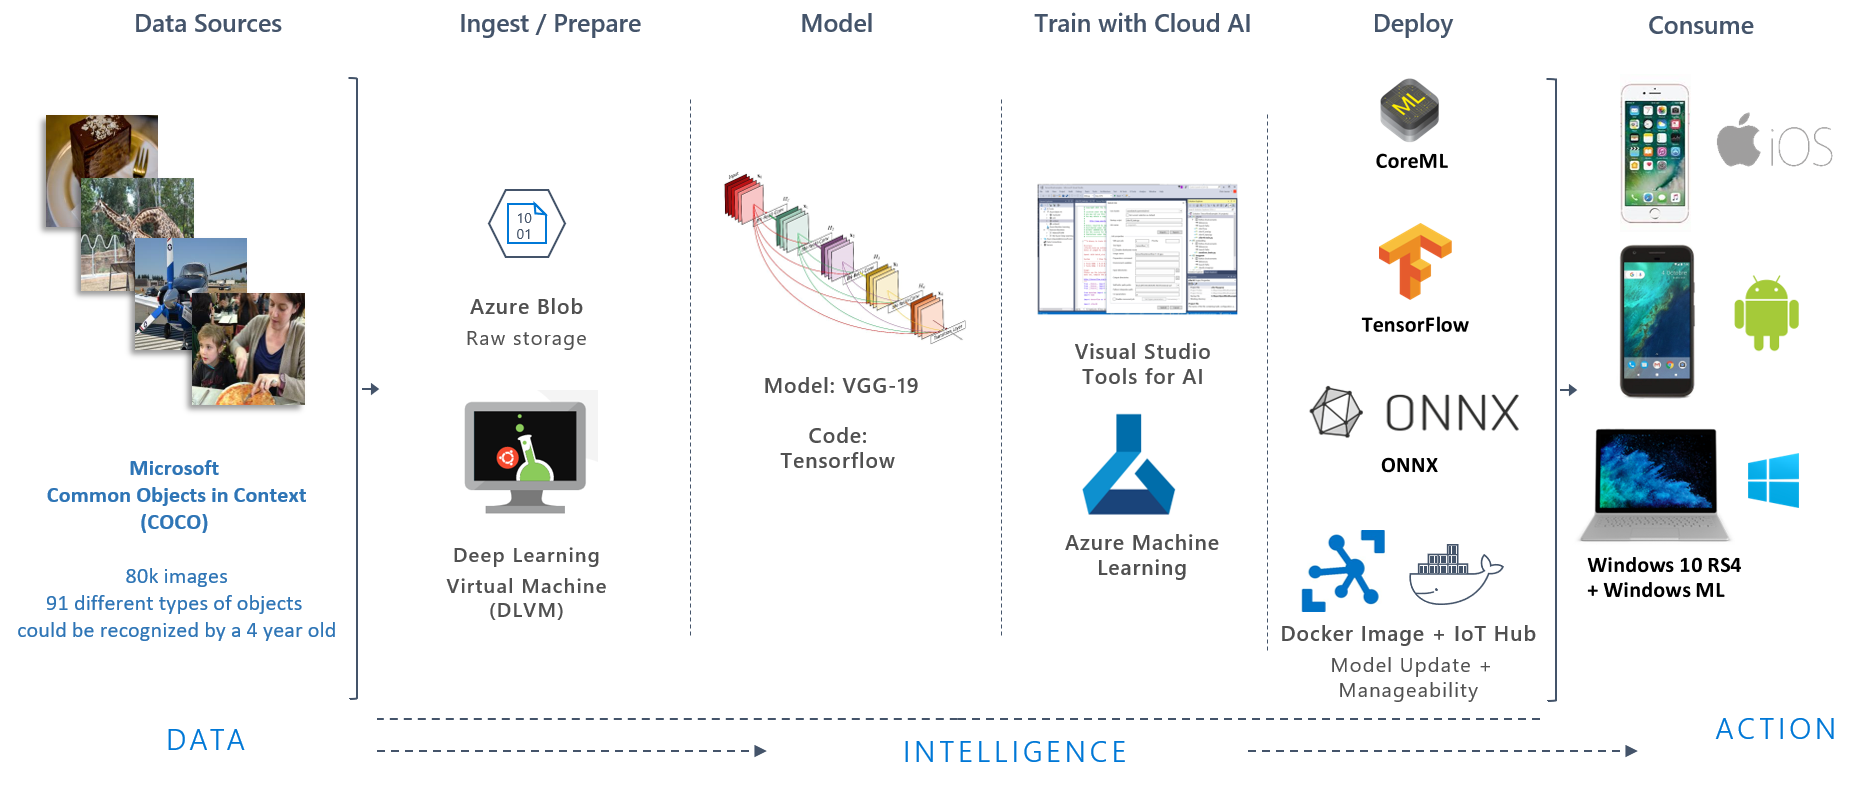 Data Sources
Ingest / Prepare
Model
Train with Cloud AI
Deploy
Consume
Microsoft
Common Objects in Context
(COCO)
80k images
91 different types of objects
could be recognized by a 4 year old
10
01
Azure Blob
Raw storage
Deep Learning
Virtual Machine
(DLVM)
Input
Model: VGG-19
Code:
Tensorflow
Visual Studio
Tools for AI
Azure Machine
Learning
ML
CoreML
TensorFlow
ONNX
ONNX
Docker Image + IoT Hub
Model Update +
Manageability
iOS
Windows 10 RS4
+ Windows ML
DATA
INTELLIGENCE
ACTION